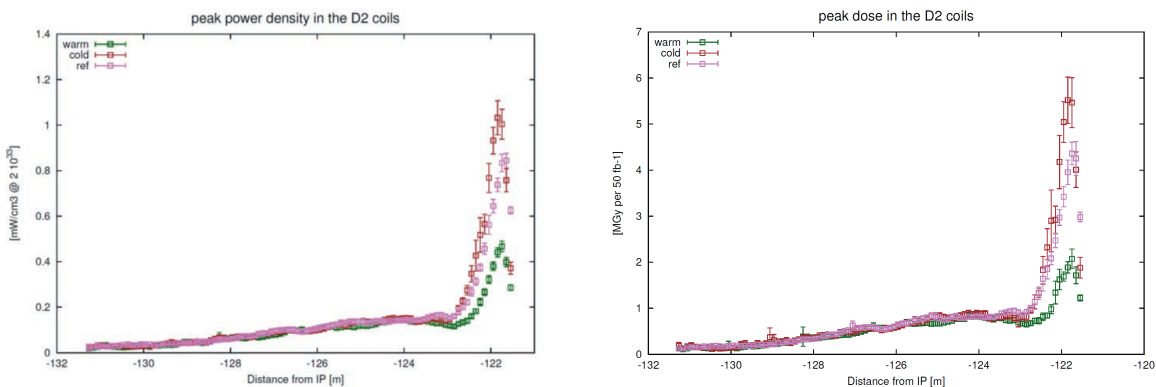 peak power density in the D2 coils
1.4
1.2
1
0.8
0.6
0.4
0.2
0
[mW/cm3 @ 2 10^33]
warm
cold
ref
-132
-130
-128
-126
-124
-122
Distance from IP [m]
peak dose in the D2 coils
7
6
5
4
3
2
1
0
[MGy per 50 fb-1]
warm
cold
ref
-132
-130
-128
-126
-124
-122
-120
Distance from IP [m]